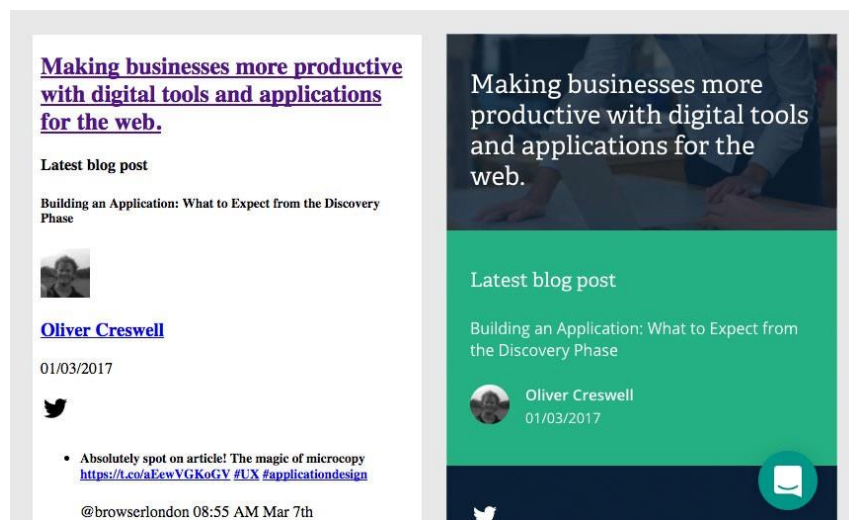 Making businesses more productive
with digital tools and applications
for the web.
Latest blog post
Building an Application: What to Expect from the Discovery
Phase
Oliver Creswell
01/03/2017
Absolutely spot on article! The magic of microcopy
https://t.co/aEewVGKoGV #UX #applicationdesign
@browserlondon 08:55 AM Mar 7th
Making businesses more
productive with digital tools
and applications for the
web.
Latest blog post
Building an Application: What to Expect from
the Discovery Phase
Oliver Creswell
01/03/2017